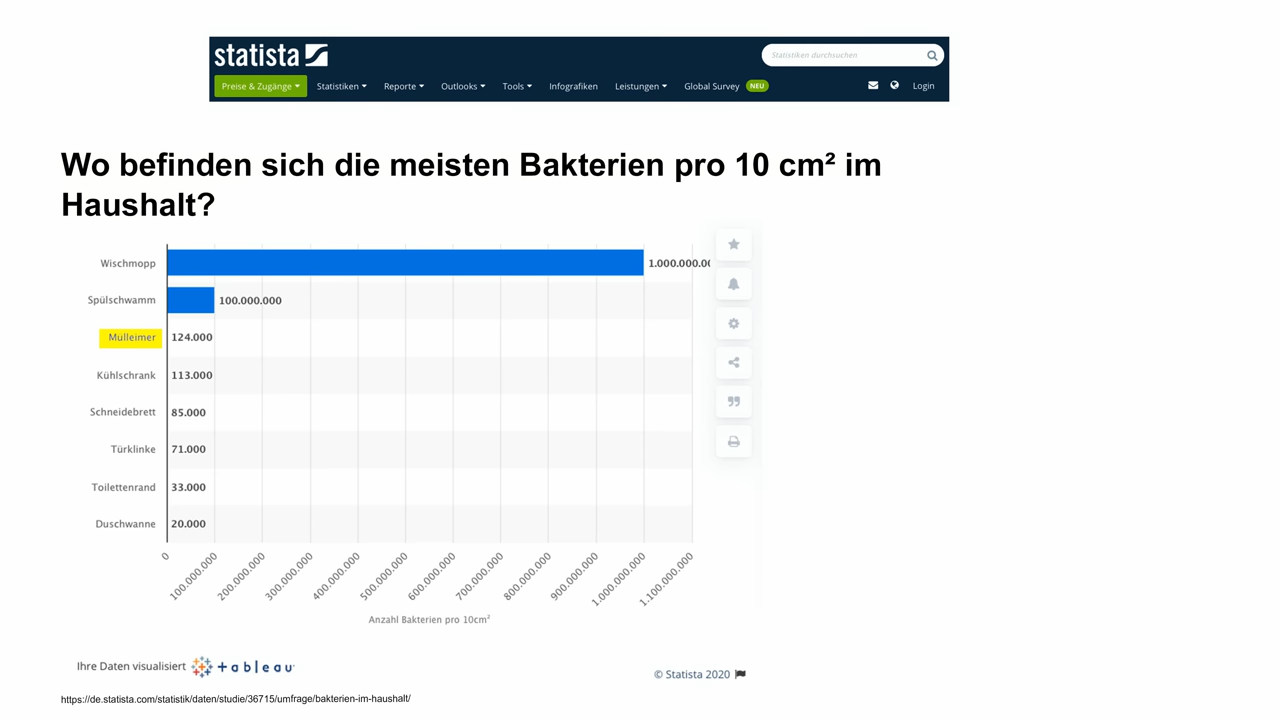 statista
Statistiken durchsuchen
Preise & Zugänge Statistiken Reporte Outlooks Tools Infografiken Leistungen Global Survey NEU Login
Wo befinden sich die meisten Bakterien pro 10 cm² im
Haushalt?
Wischmopp 1.000.000.00
Spülschwamm 100.000.000
Mülleimer 124.000
Kühlschrank 113.000
Schneidebrett 85.000
Türklinke 71.000
Toilettenrand 33.000
Duschwanne 20.000
0 100.000.000 200.000.000 300.000.000 400.000.000 500.000.000 600.000.000 700.000.000 800.000.000 900.000.000 1.000.000.000 1.100.000.000
Anzahl Bakterien pro 10cm²
Ihre Daten visualisiert +ableau
© Statista 2020
https://de.statista.com/statistik/daten/studie/36715/umfrage/bakterien-im-haushalt/